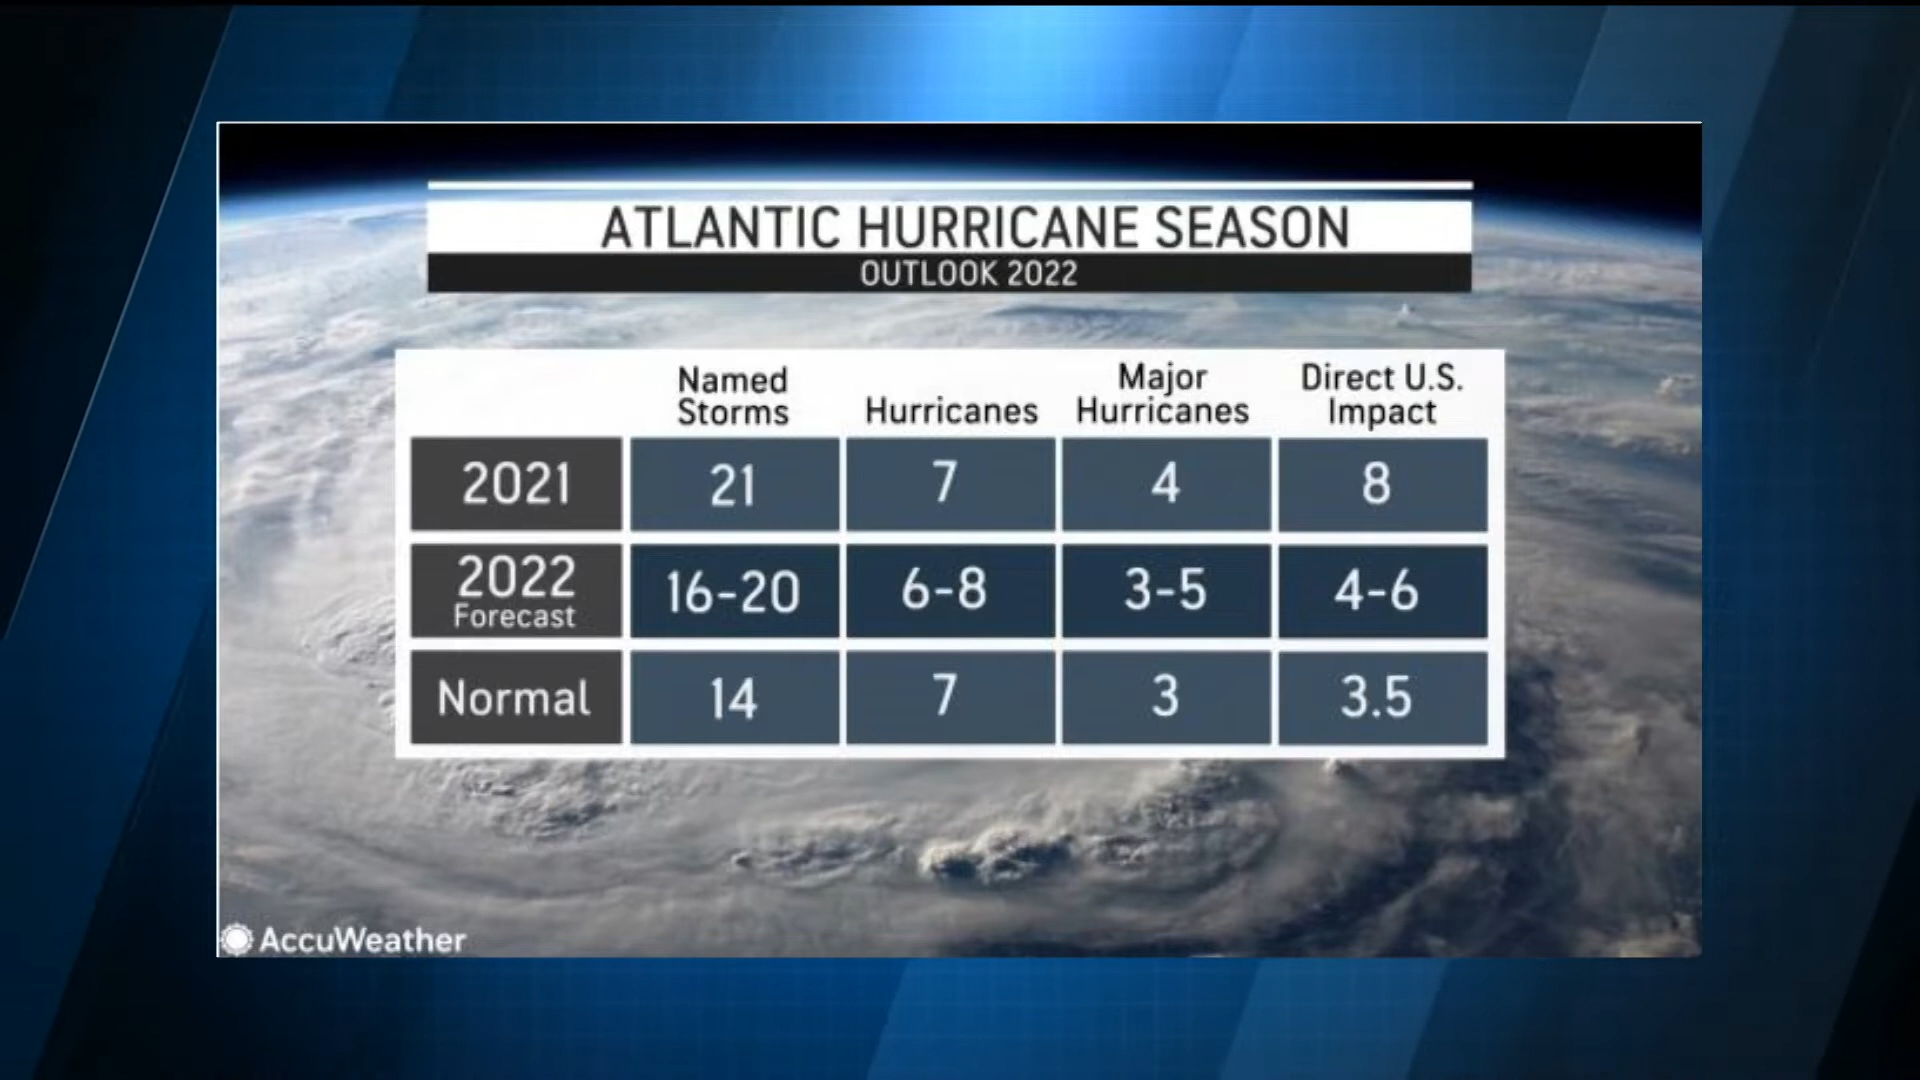 ATLANTIC HURRICANE SEASON
OUTLOOK 2022
Named Storms Hurricanes Major Hurricanes Direct U.S. Impact
2021 21 7 4 8
2022 Forecast 16-20 6-8 3-5 4-6
Normal 14 7 3 3.5
AccuWeather